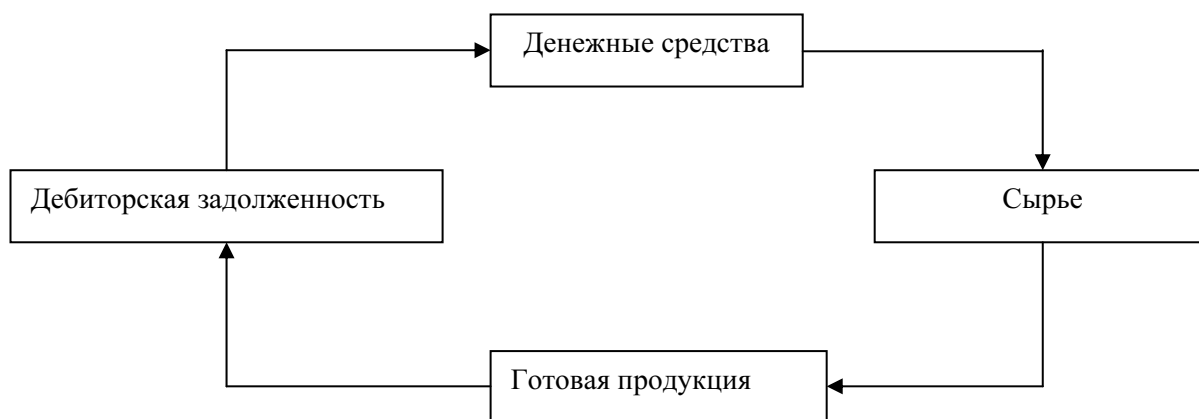 Денежные средства
Дебиторская задолженность
Сырье
Готовая продукция